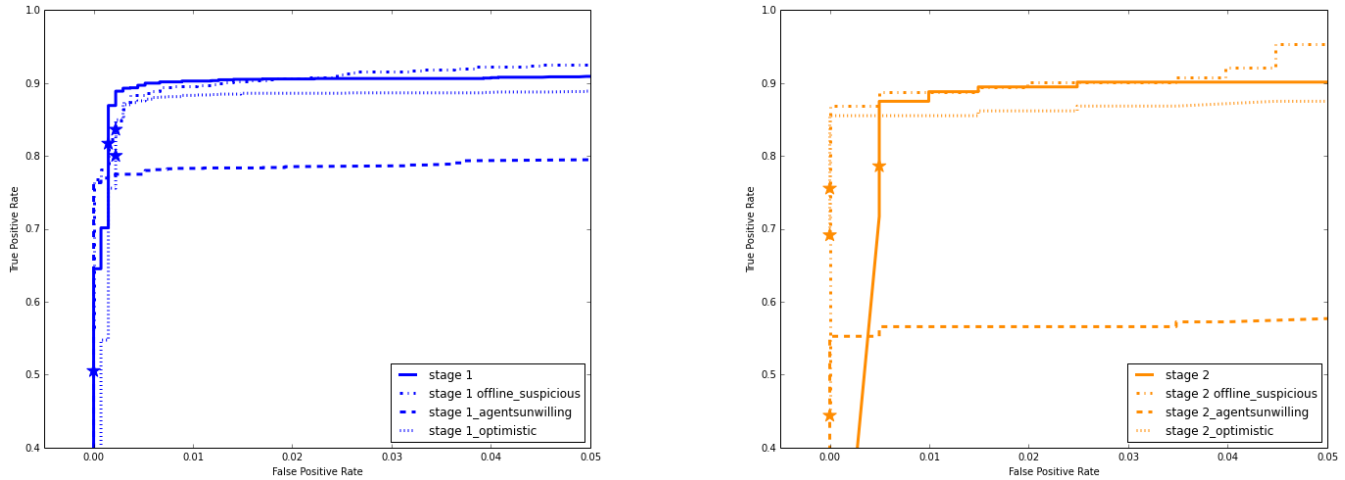 1.0
0.9
0.8
0.7
0.6
0.5
0.4
True Positive Rate
0.00
0.01
0.02
0.03
0.04
0.05
False Positive Rate
stage 1
stage 1 offline_suspicious
stage 1_agentsunwilling
stage 1_optimistic
1.0
0.9
0.8
0.7
0.6
0.5
0.4
True Positive Rate
0.00
0.01
0.02
0.03
0.04
0.05
False Positive Rate
stage 2
stage 2 offline_suspicious
stage 2_agentsunwilling
stage 2_optimistic